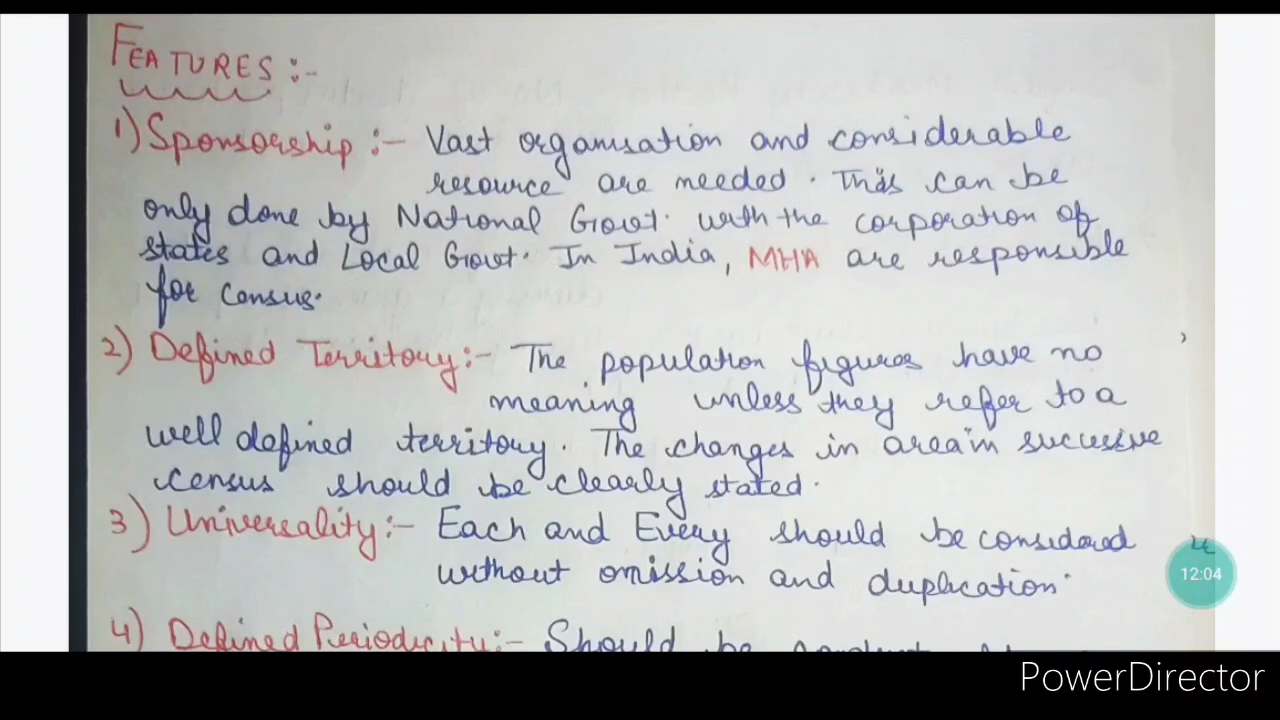 FEATURES :-
1) Sponsorship :- Vast organisation and considerable
resource are needed. This can be
only done by National Govt. with the corporation of
states and Local Govt. In India, MHA are responsible
for census.
2) Defined Territory :- The population figures have no
meaning unless they refer to a
well defined territory. The changes in area in succesive
census should be clearly stated.
3) Universality :- Each and Every should be considered
without omission and duplication.
12:04
4) Defined Periodicity :- Should be
PowerDirector